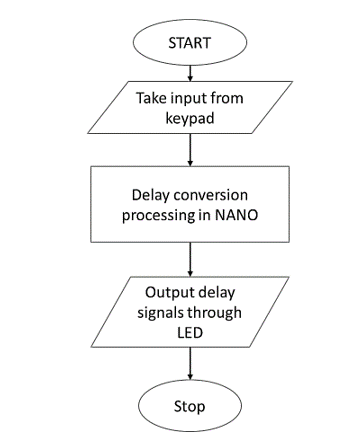 START
Take input from
keypad
Delay conversion
processing in NANO
Output delay
signals through
LED
Stop